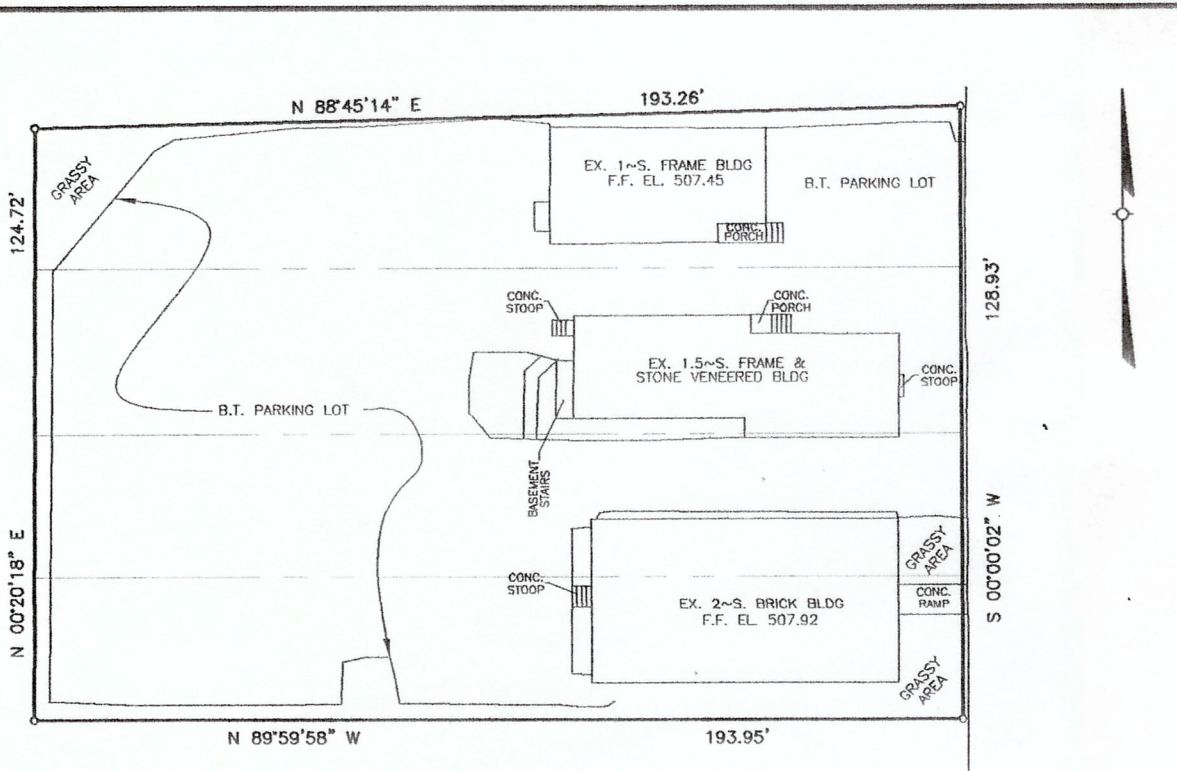 N 88°45'14" E
193.26'
GRASSY
AREA
124.72'
EX. 1~S. FRAME BLDG
F.F. EL. 507.45
B.T. PARKING LOT
CONC.
PORCH
128.93'
CONC.
STOOP
CONC.
PORCH
EX. 1.5~S. FRAME &
STONE VENEERED BLDG
CONC.
STOOP
B.T. PARKING LOT
BASEMENT
STAIRS
N 00°20'18" E
GRASSY
AREA
S 00°00'02" W
CONC.
STOOP
CONC.
RAMP
EX. 2~S. BRICK BLDG
F.F. EL. 507.92
GRASSY
AREA
N 89°59'58" W
193.95'